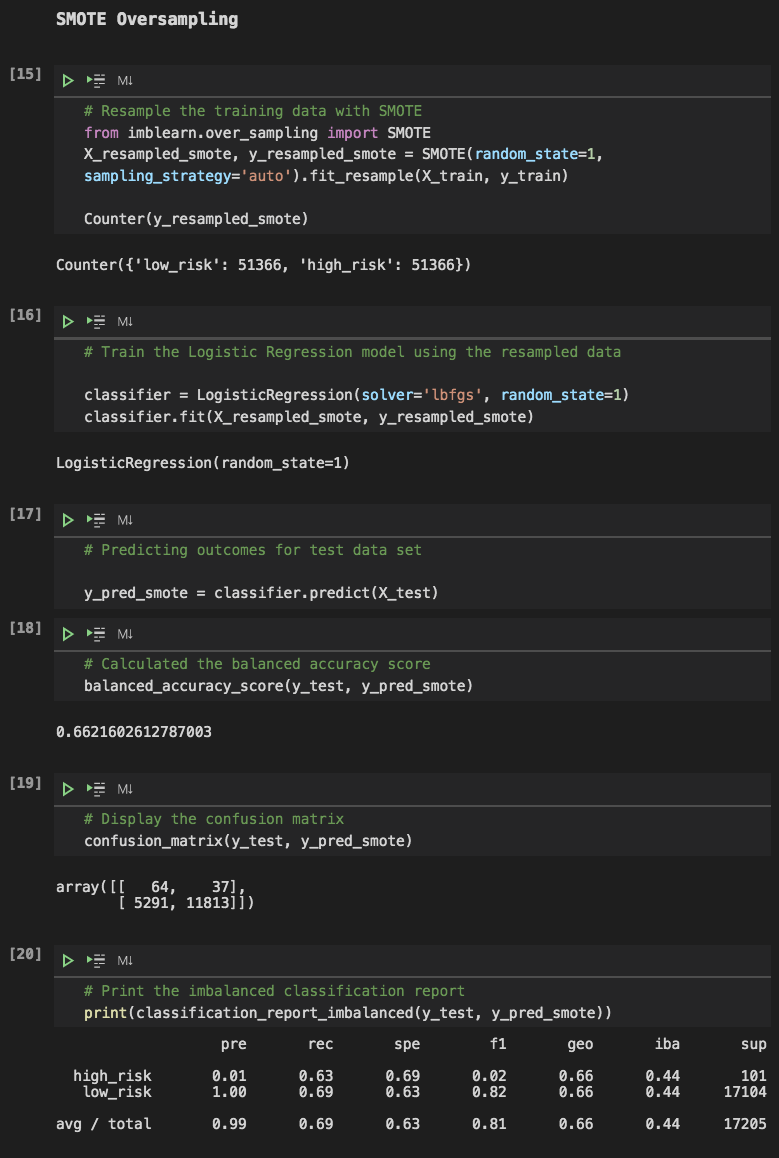 SMOTE Oversampling
[15]
M↓
# Resample the training data with SMOTE
from imblearn.over_sampling import SMOTE
X_resampled_smote, y_resampled_smote = SMOTE(random_state=1,
sampling_strategy='auto').fit_resample(X_train, y_train)
Counter(y_resampled_smote)
Counter({'low_risk': 51366, 'high_risk': 51366})
[16]
M↓
# Train the Logistic Regression model using the resampled data
classifier = LogisticRegression(solver='lbfgs', random_state=1)
classifier.fit(X_resampled_smote, y_resampled_smote)
LogisticRegression(random_state=1)
[17]
M↓
# Predicting outcomes for test data set
y_pred_smote = classifier.predict(X_test)
[18]
M↓
# Calculated the balanced accuracy score
balanced_accuracy_score(y_test, y_pred_smote)
0.6621602612787003
[19]
M↓
# Display the confusion matrix
confusion_matrix(y_test, y_pred_smote)
array([[   64,    37],
       [ 5291, 11813]])
[20]
M↓
# Print the imbalanced classification report
print(classification_report_imbalanced(y_test, y_pred_smote))
pre rec spe f1 geo iba sup
high_risk 0.01 0.63 0.69 0.02 0.66 0.44 101
low_risk 1.00 0.69 0.63 0.82 0.66 0.44 17104
avg / total 0.99 0.69 0.63 0.81 0.66 0.44 17205